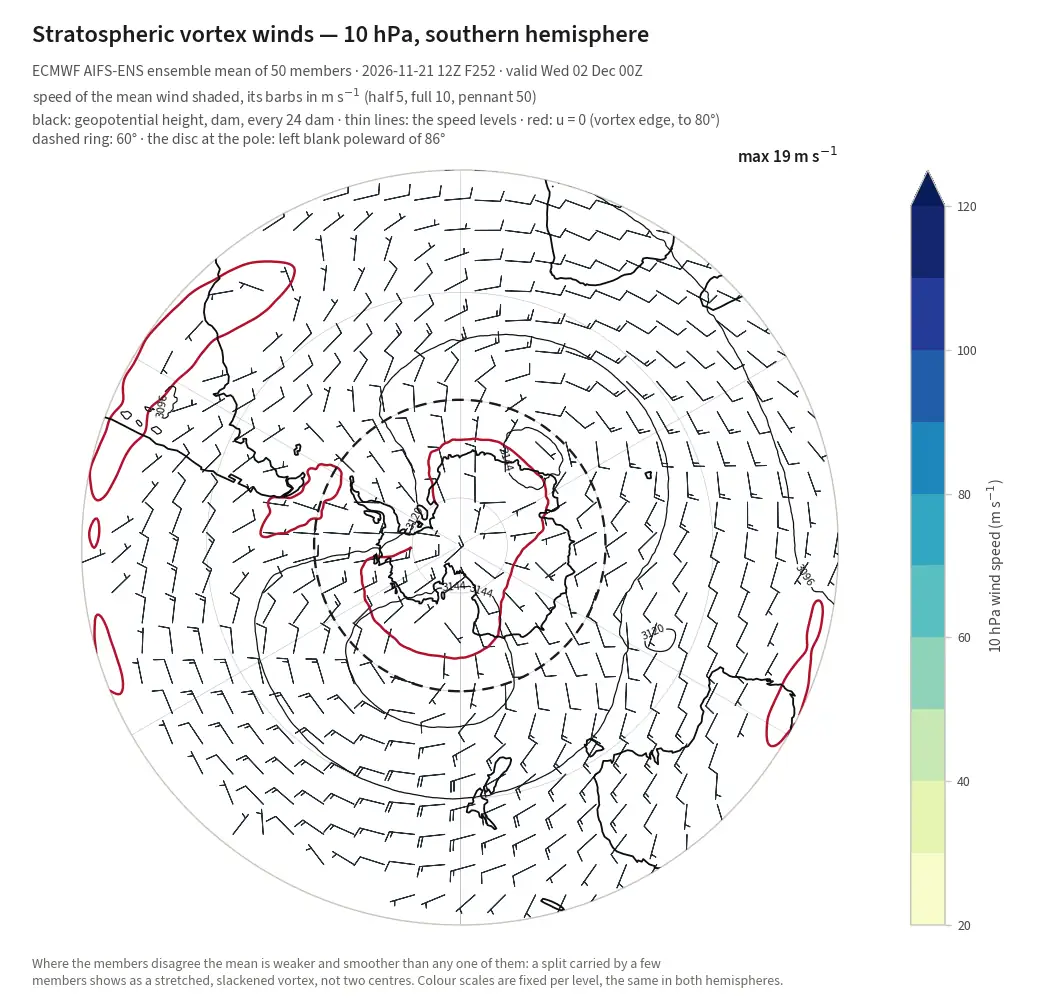 Stratospheric vortex winds — 10 hPa, southern hemisphere
ECMWF AIFS-ENS ensemble mean of 50 members · 2026-11-21 12Z F252 · valid Wed 02 Dec 00Z
speed of the mean wind shaded, its barbs in m s⁻¹ (half 5, full 10, pennant 50)
black: geopotential height, dam, every 24 dam · thin lines: the speed levels · red: u = 0 (vortex edge, to 80°)
dashed ring: 60° · the disc at the pole: left blank poleward of 86°
max 19 m s⁻¹
120
100
80
60
40
20
10 hPa wind speed (m s⁻¹)
3096
3144
3120
3144
3144
3096
3120
Where the members disagree the mean is weaker and smoother than any one of them: a split carried by a few
members shows as a stretched, slackened vortex, not two centres. Colour scales are fixed per level, the same in both hemispheres.